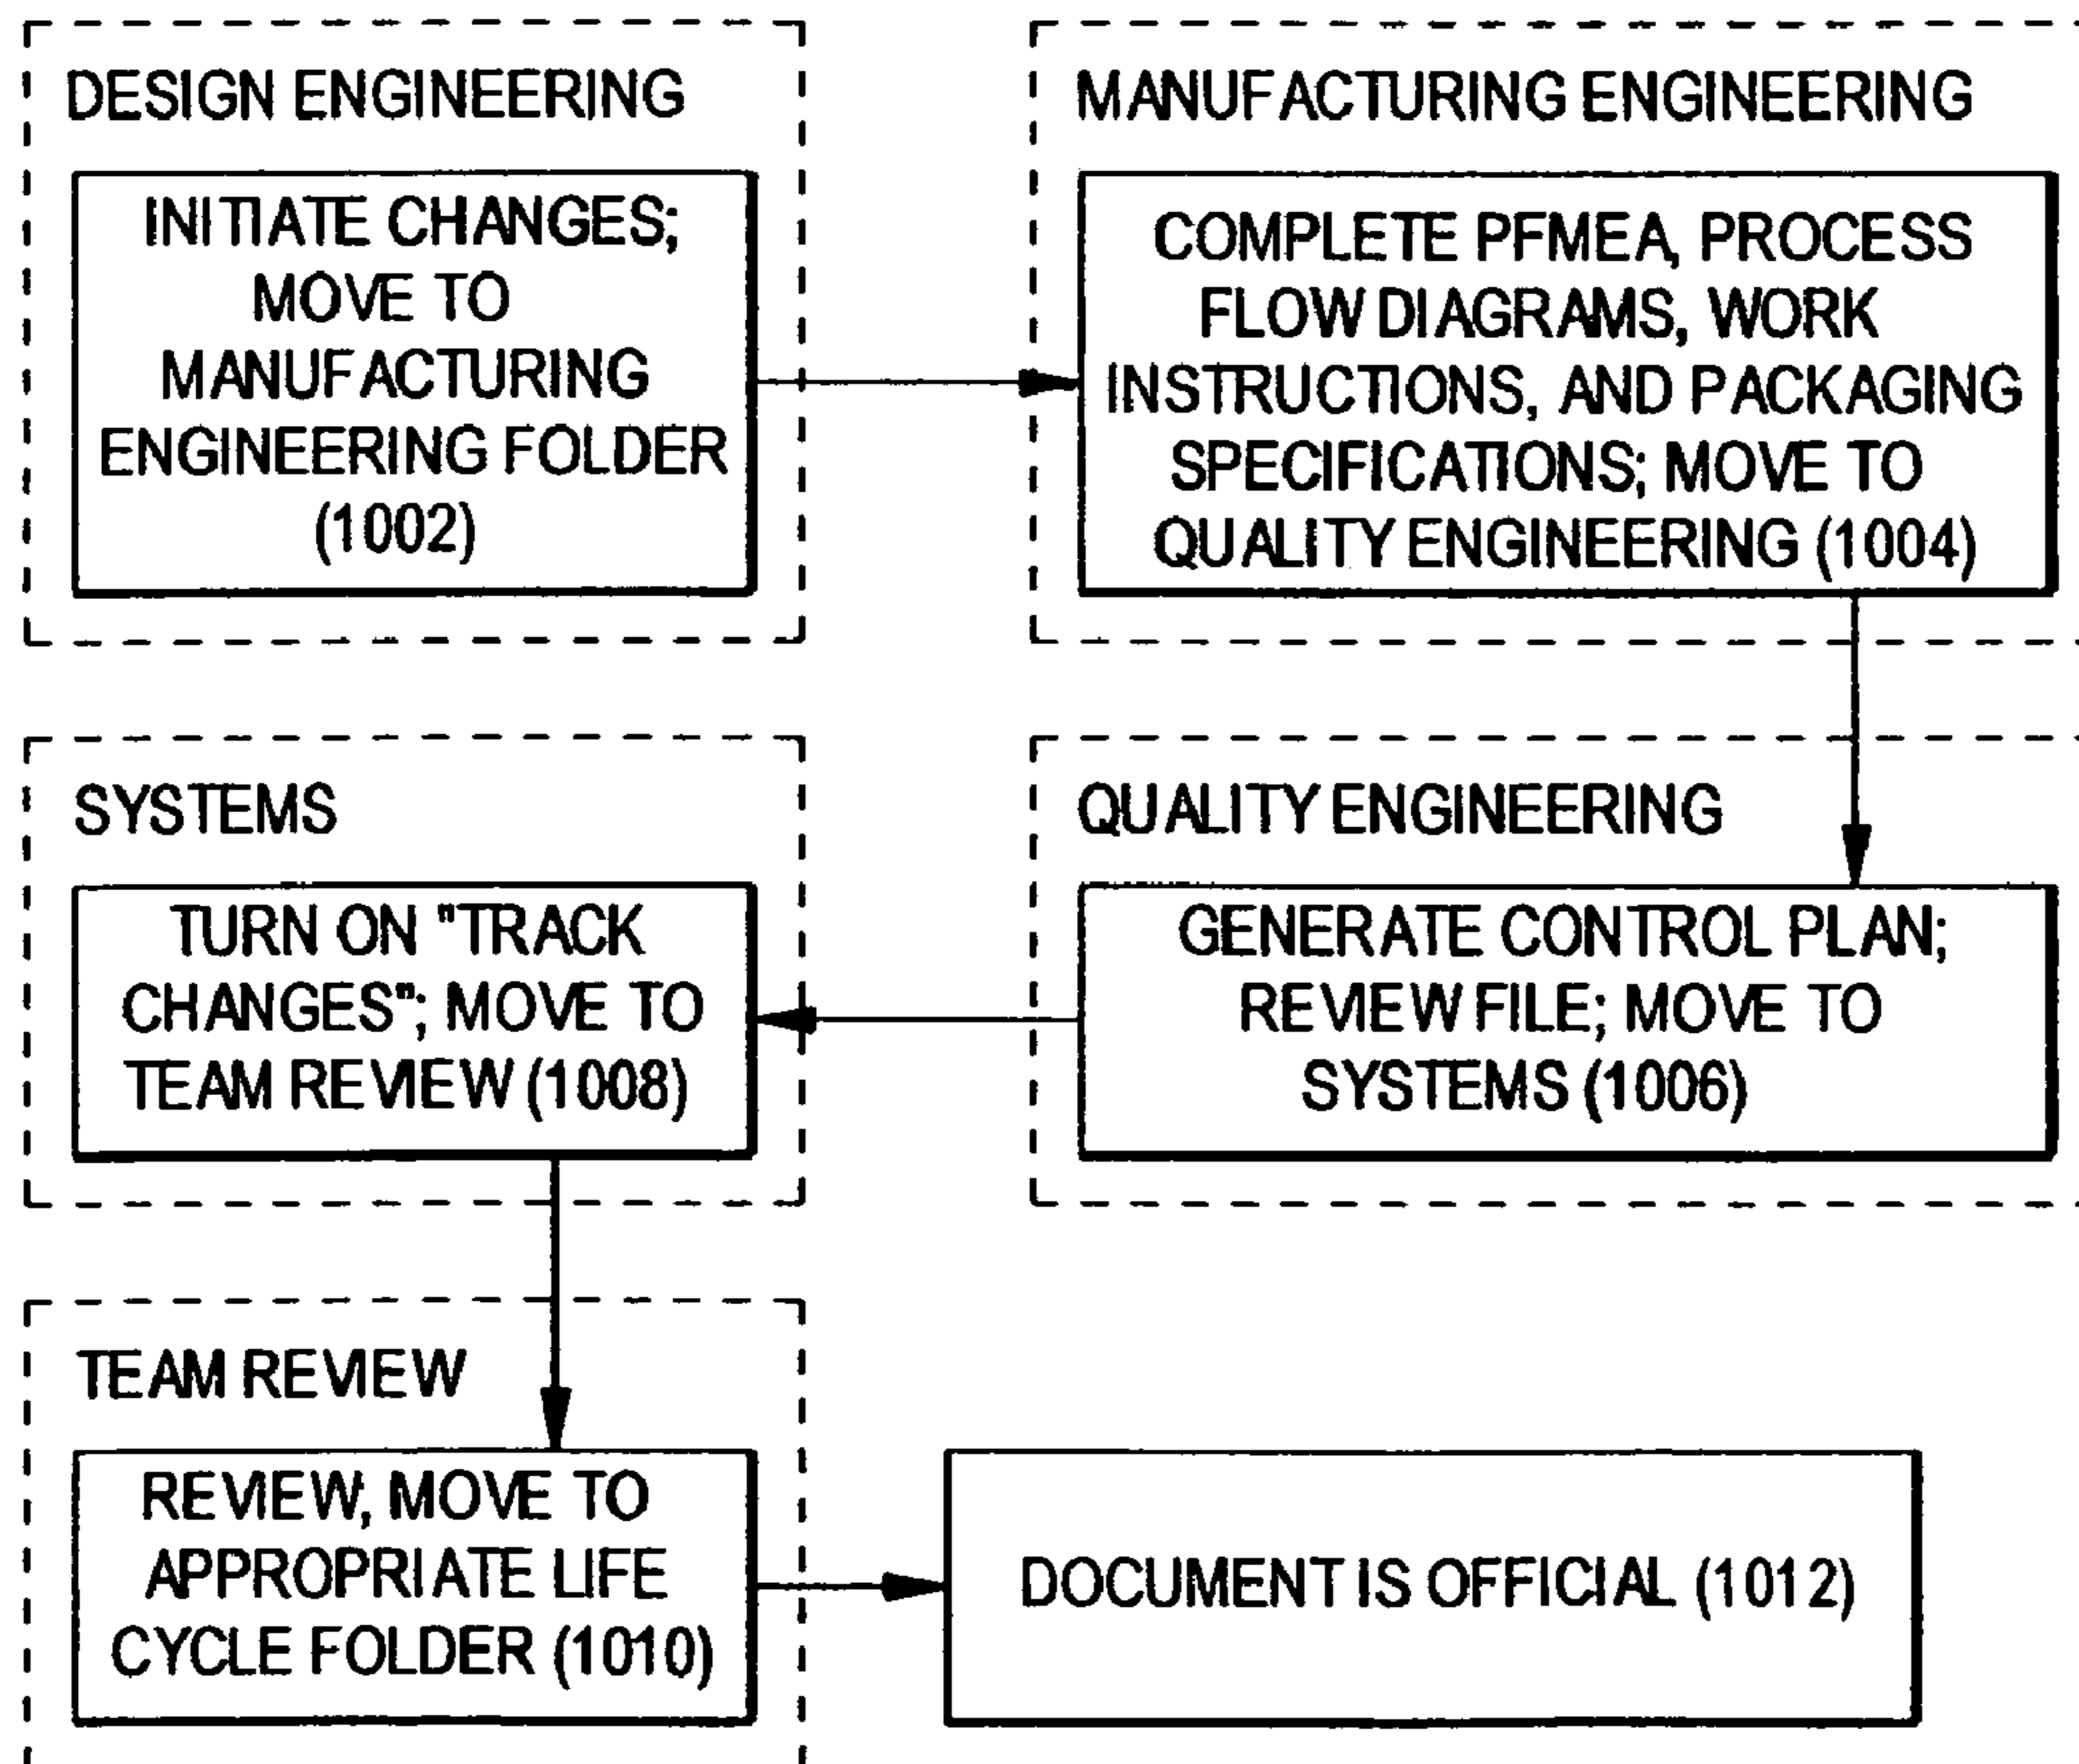 DESIGN ENGINEERING
INITIATE CHANGES;
MOVE TO
MANUFACTURING
ENGINEERING FOLDER
(1002)
MANUFACTURING ENGINEERING
COMPLETE PFMEA, PROCESS
FLOW DIAGRAMS, WORK
INSTRUCTIONS, AND PACKAGING
SPECIFICATIONS; MOVE TO
QUALITY ENGINEERING (1004)
QUALITY ENGINEERING
GENERATE CONTROL PLAN;
REVIEW FILE; MOVE TO
SYSTEMS (1006)
SYSTEMS
TURN ON "TRACK
CHANGES"; MOVE TO
TEAM REVIEW (1008)
TEAM REVIEW
REVIEW, MOVE TO
APPROPRIATE LIFE
CYCLE FOLDER (1010)
DOCUMENT IS OFFICIAL (1012)